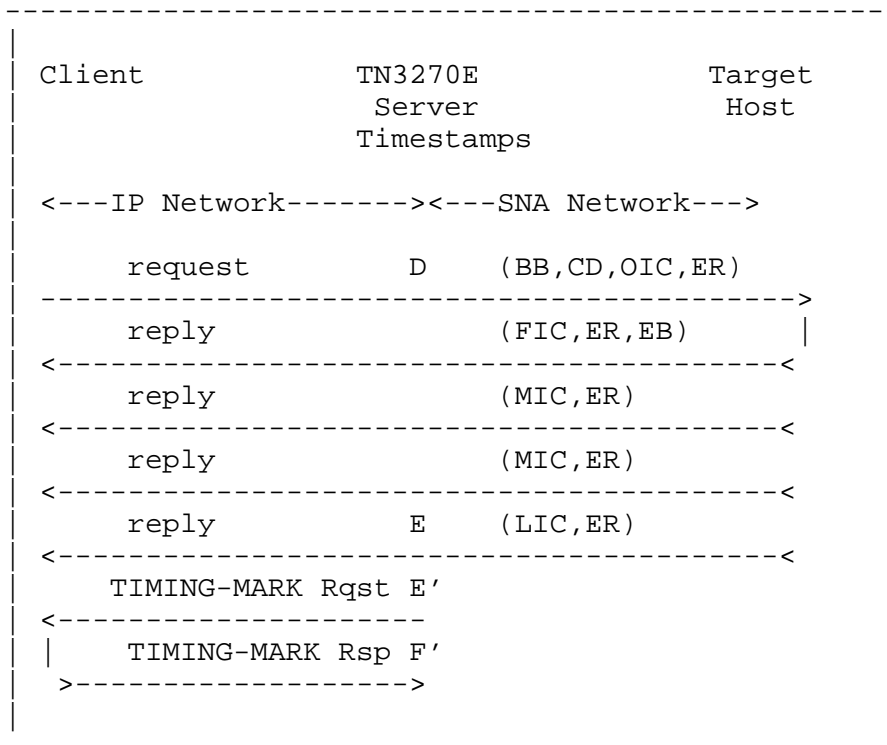 -------------------------------------------------
|
| Client           TN3270E            Target
|                   Server             Host
|                 Timestamps
|
| <---IP Network-------><---SNA Network--->
|
|     request       D    (BB,CD,OIC,ER)
| ----------------------------------------->
|     reply              (FIC,ER,EB)      |
| <---------------------------------------<
|     reply              (MIC,ER)
| <---------------------------------------<
|     reply              (MIC,ER)
| <---------------------------------------<
|     reply         E    (LIC,ER)
| <---------------------------------------<
|    TIMING-MARK Rqst E'
| <---------------------
| |   TIMING-MARK Rsp F'
|  >------------------->
|